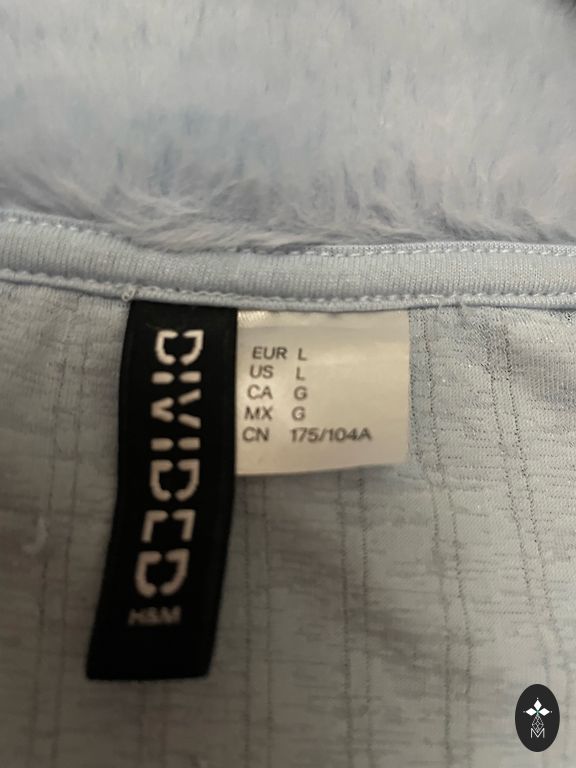 DIVIDED
H&M
EUR L
US L
CA G
MX G
CN 175/104A
M